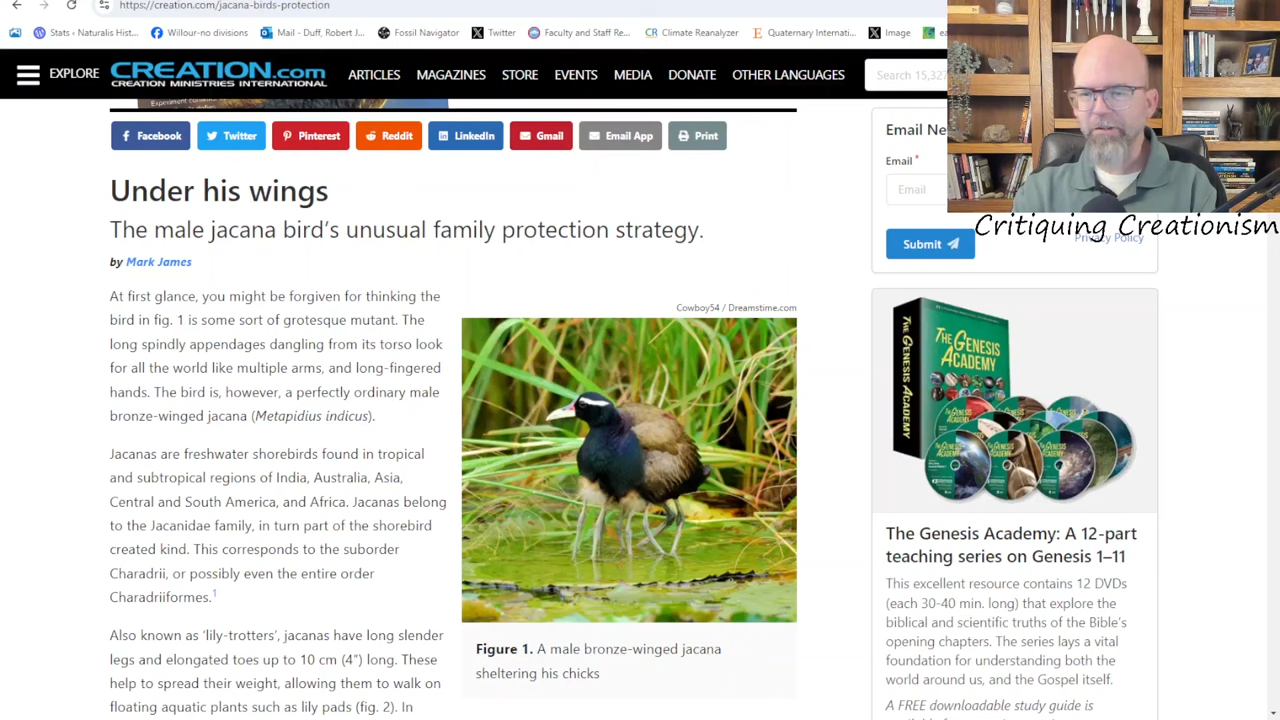 https://creation.com/jacana-birds-protection
Stats ‹ Naturalis Hist...
Willour-no divisions
Mail - Duff, Robert J...
Fossil Navigator
Twitter
Faculty and Staff Re...
CR Climate Reanalyzer
Quaternary Internati...
Image
EXPLORE
CREATION.com
CREATION MINISTRIES INTERNATIONAL
ARTICLES
MAGAZINES
STORE
EVENTS
MEDIA
DONATE
OTHER LANGUAGES
Search 15,327
Facebook
Twitter
Pinterest
Reddit
LinkedIn
Gmail
Email App
Print
Under his wings
The male jacana bird’s unusual family protection strategy.
by Mark James
At first glance, you might be forgiven for thinking the
bird in fig. 1 is some sort of grotesque mutant. The
long spindly appendages dangling from its torso look
for all the world like multiple arms, and long-fingered
hands. The bird is, however, a perfectly ordinary male
bronze-winged jacana (Metapidius indicus).
Jacanas are freshwater shorebirds found in tropical
and subtropical regions of India, Australia, Asia,
Central and South America, and Africa. Jacanas belong
to the Jacanidae family, in turn part of the shorebird
created kind. This corresponds to the suborder
Charadrii, or possibly even the entire order
Charadriiformes.1
Also known as ‘lily-trotters’, jacanas have long slender
legs and elongated toes up to 10 cm (4”) long. These
help to spread their weight, allowing them to walk on
floating aquatic plants such as lily pads (fig. 2). In
Cowboy54 / Dreamstime.com
Figure 1. A male bronze-winged jacana
sheltering his chicks
Email Ne
Email *
Email
Submit
Privacy Policy
Critiquing Creationism
THE GENESIS ACADEMY
THE
GENESIS
ACADEMY
The Genesis Academy: A 12-part
teaching series on Genesis 1–11
This excellent resource contains 12 DVDs
(each 30-40 min. long) that explore the
biblical and scientific truths of the Bible’s
opening chapters. The series lays a vital
foundation for understanding both the
world around us, and the Gospel itself.
A FREE downloadable study guide is